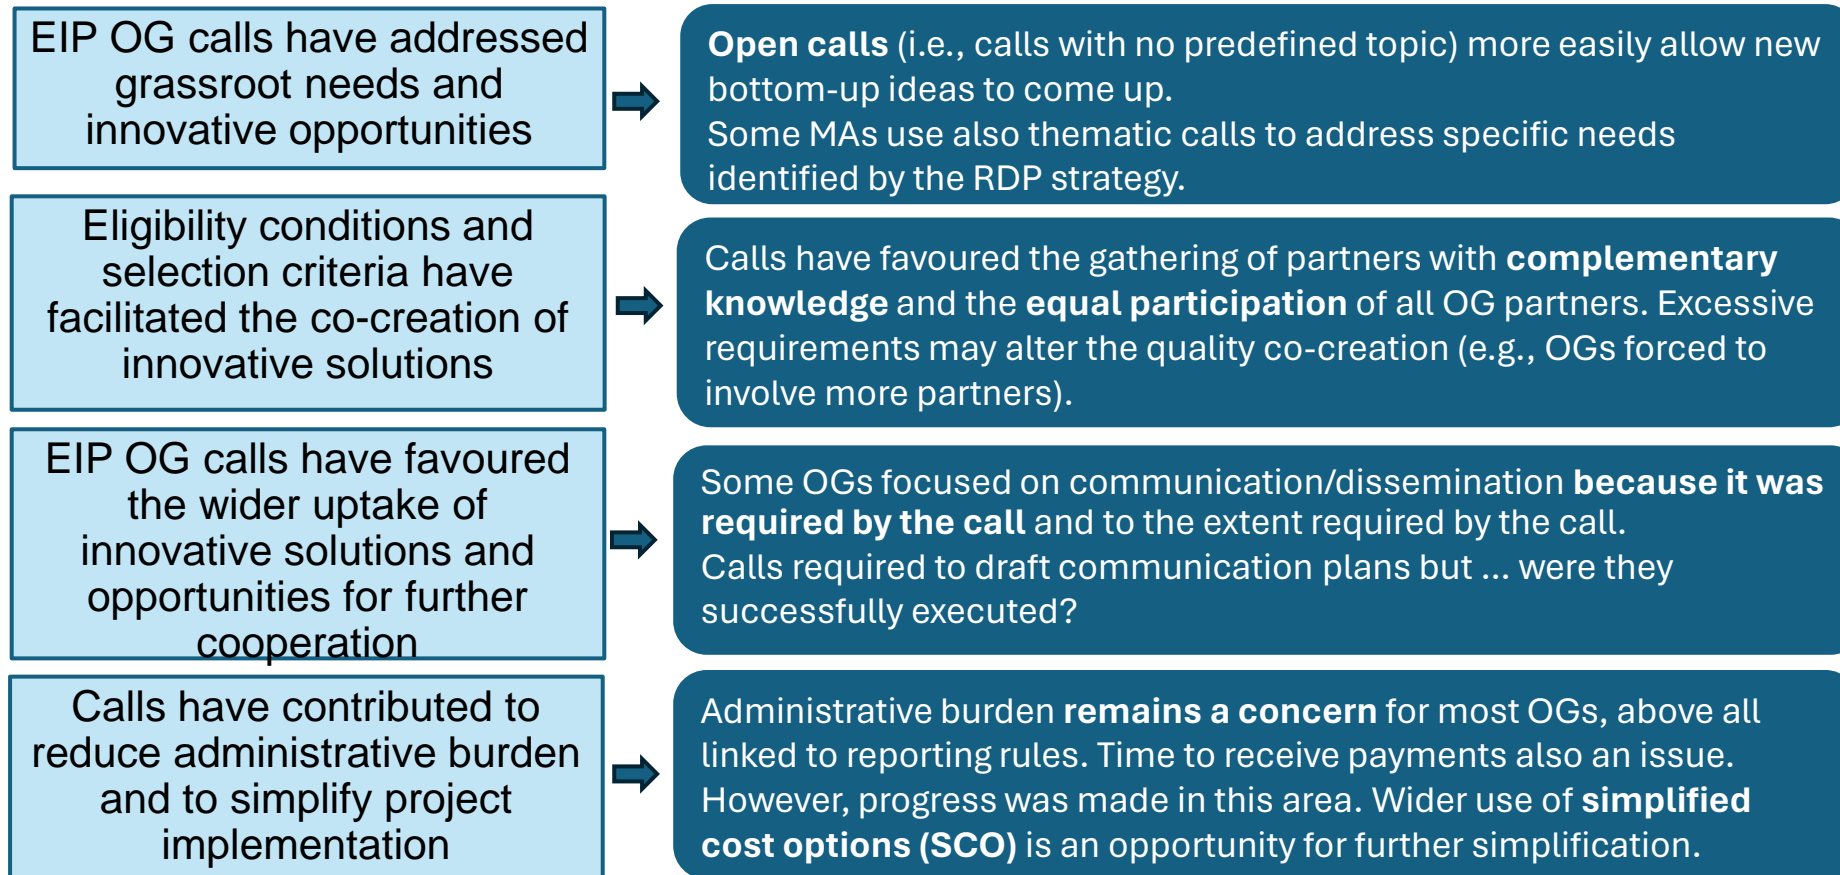 EIP OG calls have addressed
grassroot needs and
innovative opportunities
Open calls (i.e., calls with no predefined topic) more easily allow new
bottom-up ideas to come up.
Some MAs use also thematic calls to address specific needs
identified by the RDP strategy.
Eligibility conditions and
selection criteria have
facilitated the co-creation of
innovative solutions
Calls have favoured the gathering of partners with complementary
knowledge and the equal participation of all OG partners. Excessive
requirements may alter the quality co-creation (e.g., OGs forced to
involve more partners).
EIP OG calls have favoured
the wider uptake of
innovative solutions and
opportunities for further
cooperation
Some OGs focused on communication/dissemination because it was
required by the call and to the extent required by the call.
Calls required to draft communication plans but ... were they
successfully executed?
Calls have contributed to
reduce administrative burden
and to simplify project
implementation
Administrative burden remains a concern for most OGs, above all
linked to reporting rules. Time to receive payments also an issue.
However, progress was made in this area. Wider use of simplified
cost options (SCO) is an opportunity for further simplification.